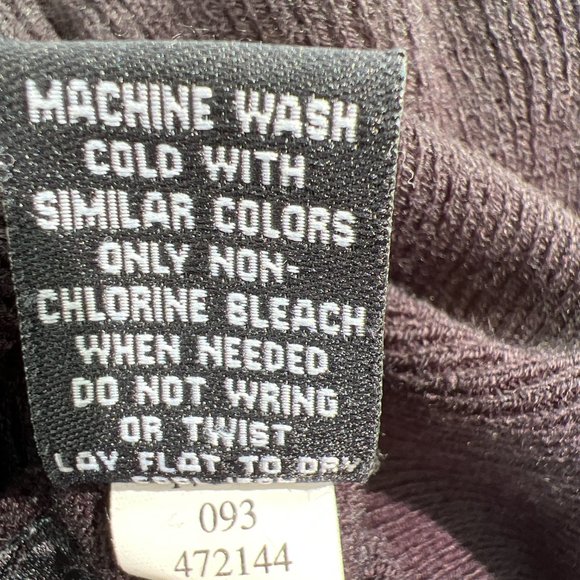 MACHINE WASH
COLD WITH
SIMILAR COLORS
ONLY NON-
CHLORINE BLEACH
WHEN NEEDED
DO NOT WRING
OR TWIST
LAY FLAT TO DRY
093
472144